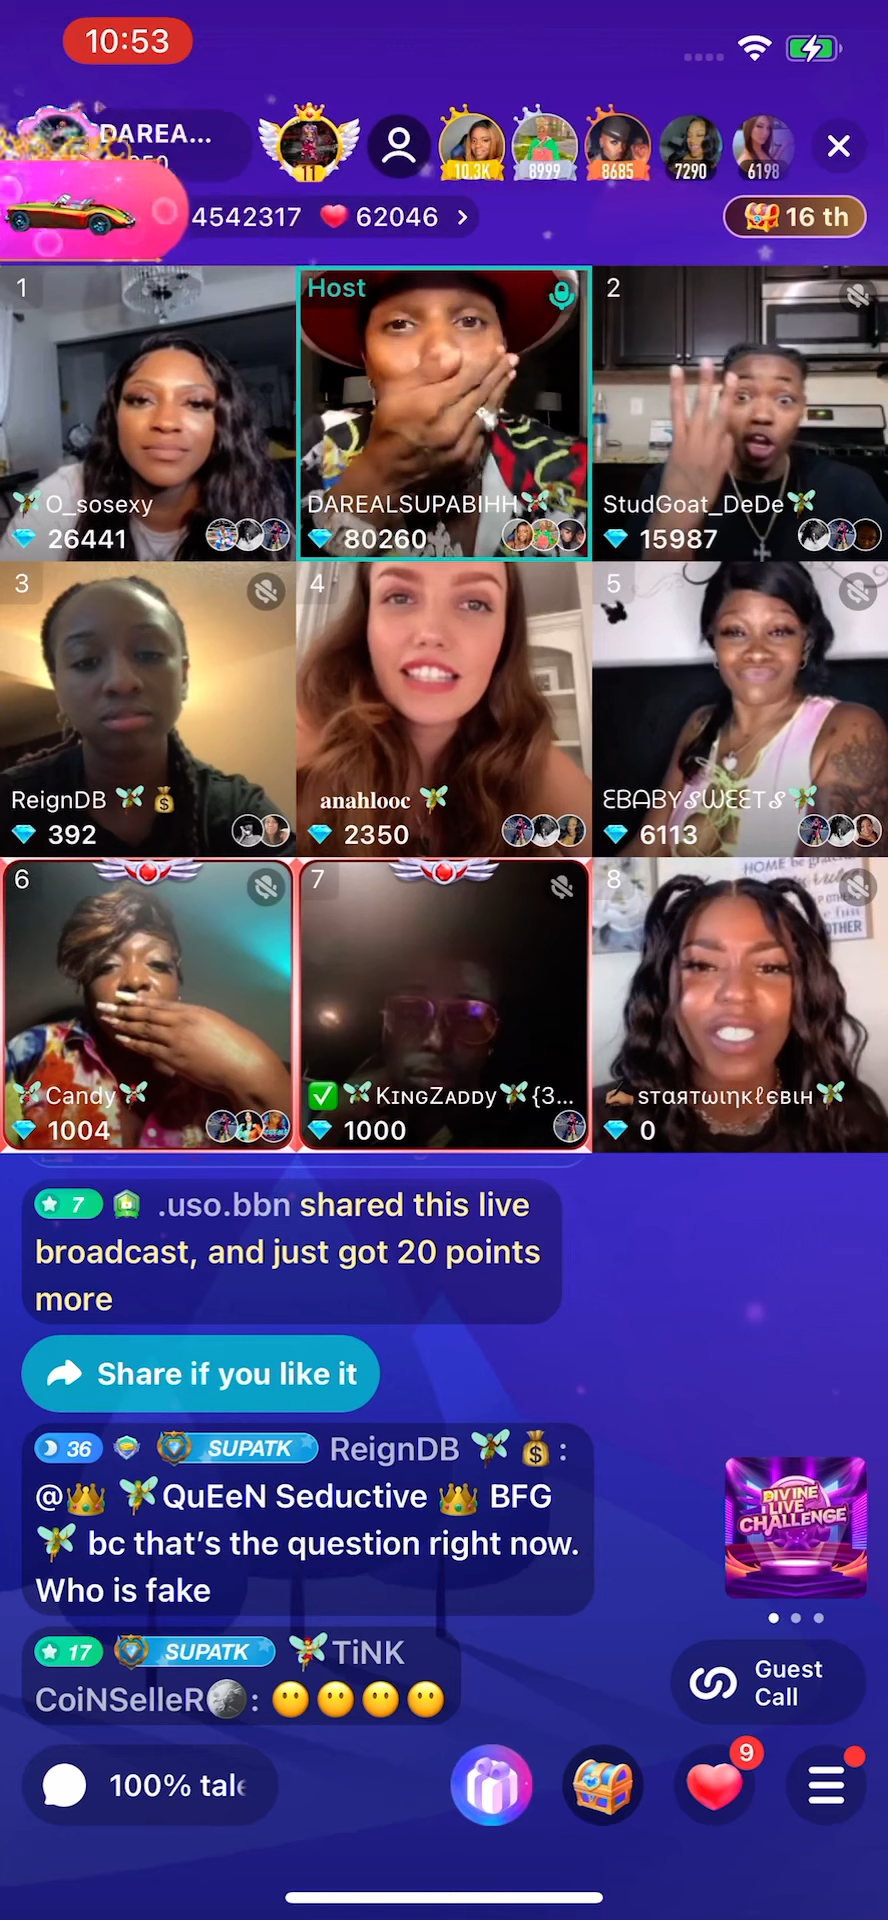 10:53
DAREA...
11
10.3K
8999
8685
7290
6198
4542317 62046 >
16 th
1
Host
2
O_sosexy
26441
DAREALSUPABIHH
80260
StudGoat_DeDe
15987
3
4
5
ReignDB 💰
392
anahlooc
2350
ƐBABYSWEETS
6113
6
7
8
HOME
OTHER
Candy
1004
✅ KɪɴɢZᴀᴅᴅy {3...
1000
✍🏾 ѕтαятωιηкℓєвιн
0
7 .uso.bbn shared this live
broadcast, and just got 20 points
more
Share if you like it
36 SUPATK ReignDB 💰 :
@👑 QuEeN Seductive 👑 BFG
bc that’s the question right now.
Who is fake
17 SUPATK TiNK
CoiNSelleR🌑: 😶😶😶😶
DIVINE
LIVE
CHALLENGE
Guest
Call
100% tale
9